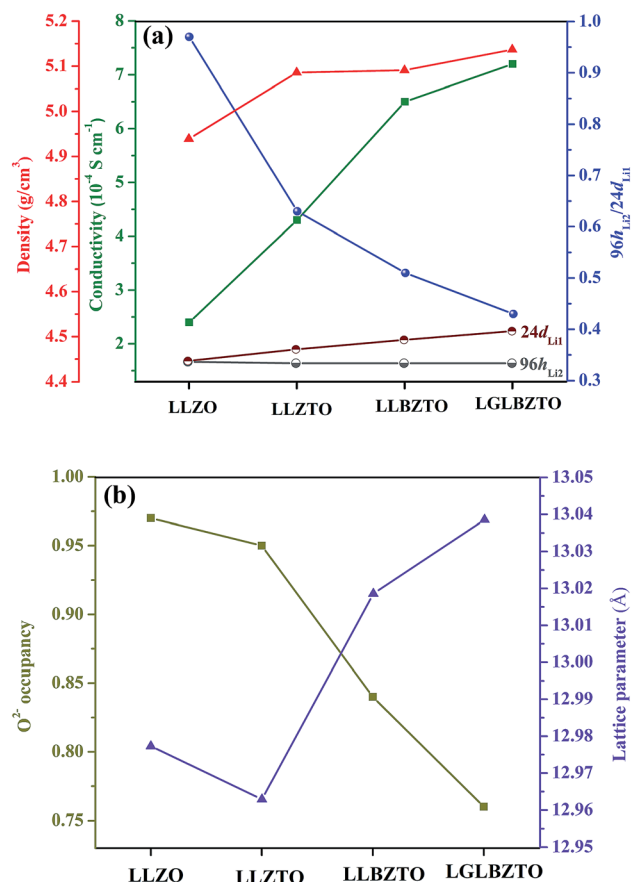 (a)
Density (g/cm3)
5.2
5.1
5.0
4.9
4.8
4.7
4.6
4.5
4.4
Conductivity (10-4 S cm-1)
8
7
6
5
4
3
2
1.0
0.9
0.8
0.7
0.6
0.5
0.4
0.3
96hLi2/24dLi1
24dLi1
96hLi2
LLZO
LLZTO
LLBZTO
LGLBZTO
(b)
O2- occupancy
1.00
0.95
0.90
0.85
0.80
0.75
13.05
13.04
13.03
13.02
13.01
13.00
12.99
12.98
12.97
12.96
12.95
Lattice parameter (Å)
LLZO
LLZTO
LLBZTO
LGLBZTO